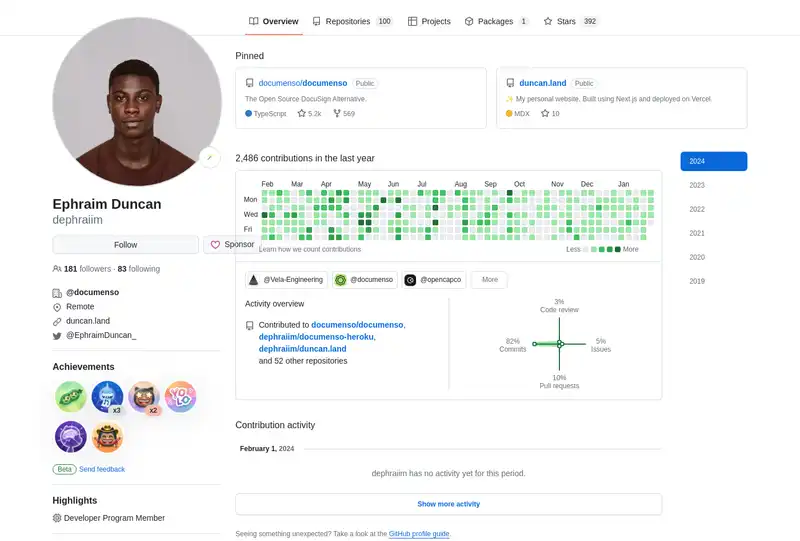 Overview
Repositories 100
Projects
Packages 1
Stars 392
Ephraim Duncan
dephraiim
Follow
Sponsor
181 followers · 83 following
@documenso
Remote
duncan.land
@EphraimDuncan_
Achievements
x3
x2
YOLO
Beta Send feedback
Highlights
Developer Program Member
Pinned
documenso/documenso Public
The Open Source DocuSign Alternative.
TypeScript 5.2k 569
duncan.land Public
✨ My personal website. Built using Next js and deployed on Vercel
MDX 10
2,486 contributions in the last year
Feb Mar Apr May Jun Jul Aug Sep Oct Nov Dec Jan
Mon
Wed
Fri
Learn how we count contributions
Less More
@Vela-Engineering
@documenso
@opencapco
More
Activity overview
Contributed to documenso/documenso,
dephraiim/documenso-heroku,
dephraiim/duncan.land
and 52 other repositories
3%
Code review
82%
Commits
5%
Issues
10%
Pull requests
Contribution activity
February 1, 2024
dephraiim has no activity yet for this period.
Show more activity
Seeing something unexpected? Take a look at the GitHub profile guide.
2024
2023
2022
2021
2020
2019